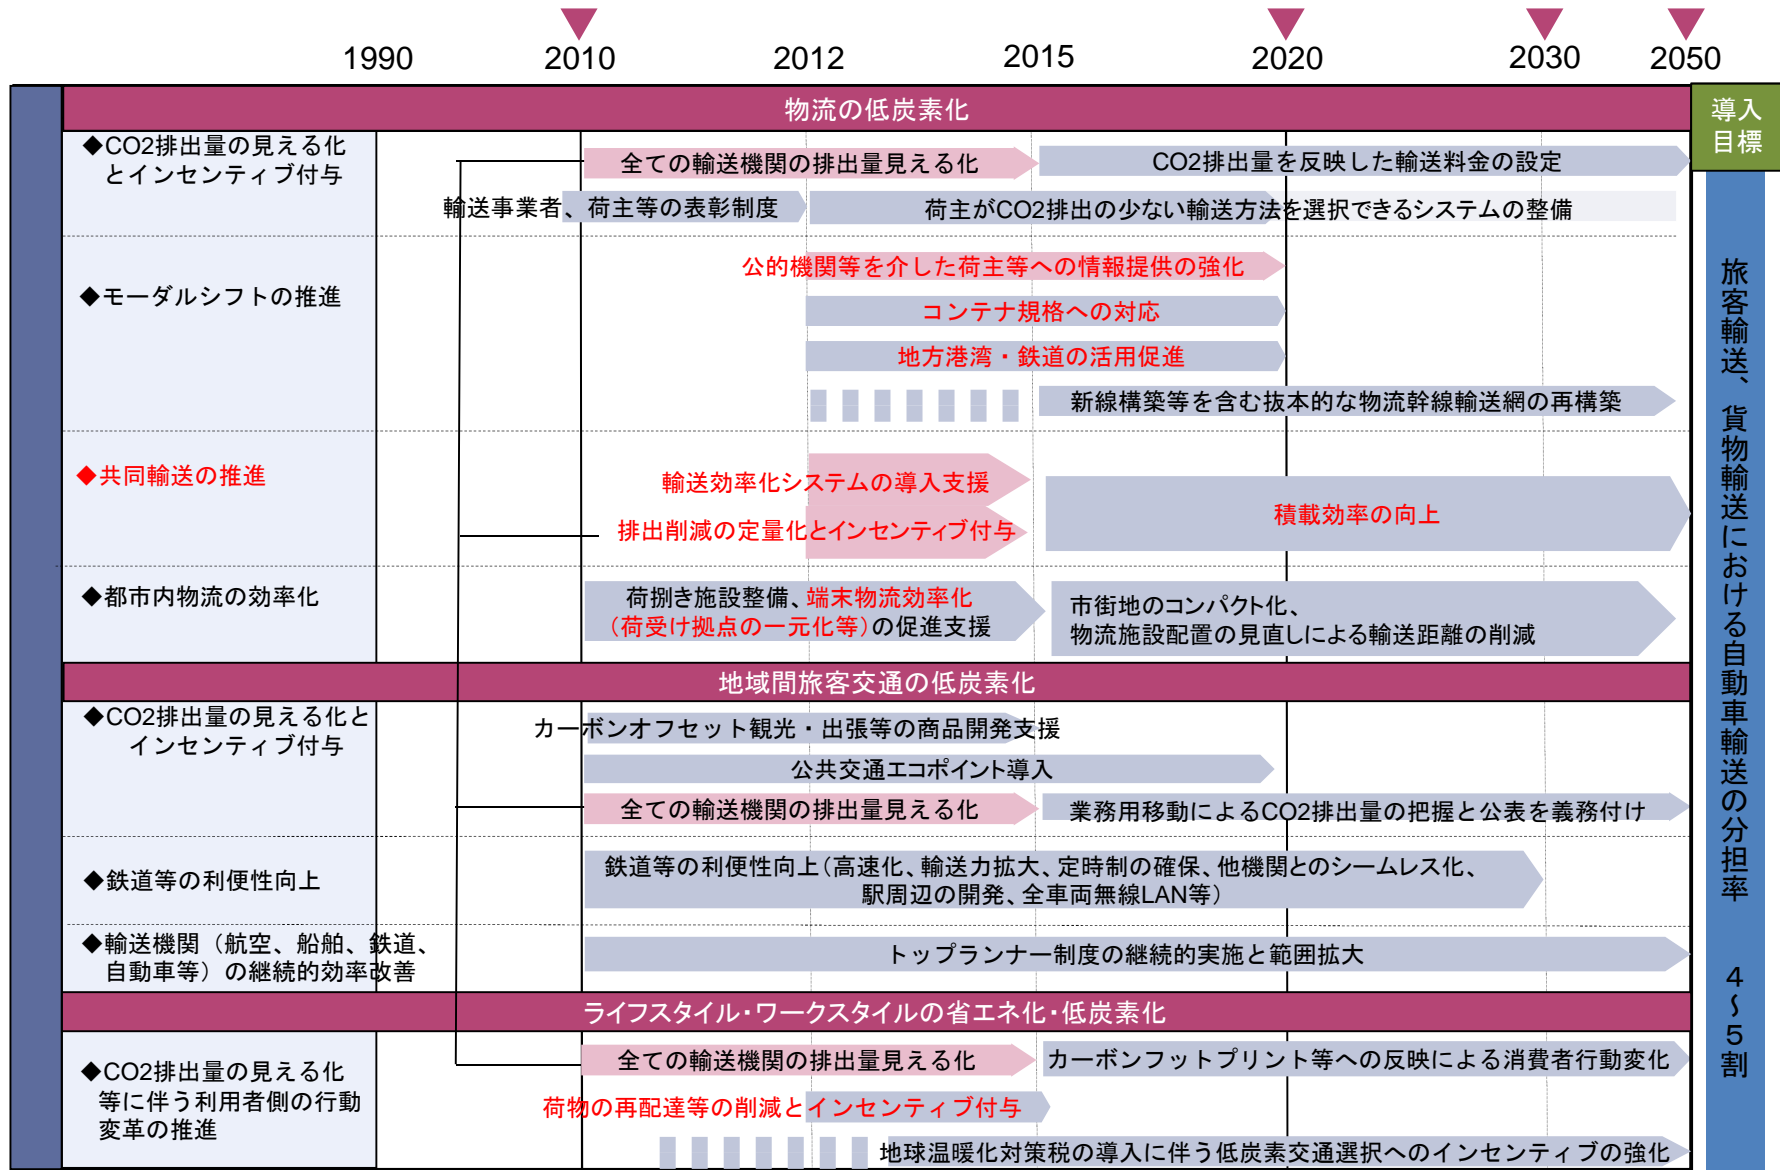 1990
2010
2012
2015
2020
2030
2050
物流の低炭素化
導入
目標
◆CO2排出量の見える化
とインセンティブ付与
全ての輸送機関の排出量見える化
CO2排出量を反映した輸送料金の設定
輸送事業者、荷主等の表彰制度
荷主がCO2排出の少ない輸送方法を選択できるシステムの整備
◆モーダルシフトの推進
公的機関等を介した荷主等への情報提供の強化
コンテナ規格への対応
地方港湾・鉄道の活用促進
新線構築等を含む抜本的な物流幹線輸送網の再構築
◆共同輸送の推進
輸送効率化システムの導入支援
排出削減の定量化とインセンティブ付与
積載効率の向上
◆都市内物流の効率化
荷捌き施設整備、端末物流効率化
（荷受け拠点の一元化等）の促進支援
市街地のコンパクト化、
物流施設配置の見直しによる輸送距離の削減
地域間旅客交通の低炭素化
◆CO2排出量の見える化と
インセンティブ付与
カーボンオフセット観光・出張等の商品開発支援
公共交通エコポイント導入
全ての輸送機関の排出量見える化
業務用移動によるCO2排出量の把握と公表を義務付け
◆鉄道等の利便性向上
鉄道等の利便性向上（高速化、輸送力拡大、定時制の確保、他機関とのシームレス化、
駅周辺の開発、全車両無線LAN等）
◆輸送機関（航空、船舶、鉄道、
自動車等）の継続的効率改善
トップランナー制度の継続的実施と範囲拡大
ライフスタイル・ワークスタイルの省エネ化・低炭素化
◆CO2排出量の見える化
等に伴う利用者側の行動
変革の推進
全ての輸送機関の排出量見える化
カーボンフットプリント等への反映による消費者行動変化
荷物の再配達等の削減とインセンティブ付与
地球温暖化対策税の導入に伴う低炭素交通選択へのインセンティブの強化
旅客輸送、貨物輸送における自動車輸送の分担率　４～５割